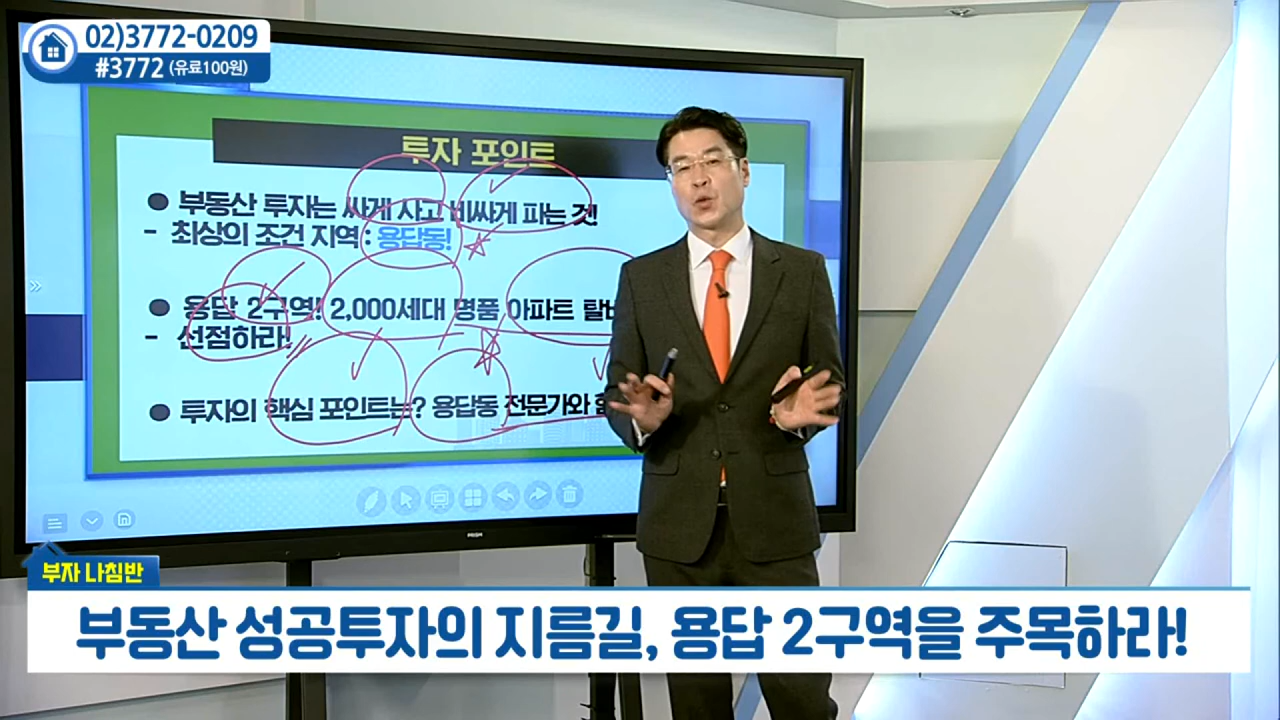 02)3772-0209
#3772 (유료100원)
투자 포인트
● 부동산 투자는 싸게 사고 비싸게 파는 것!
- 최상의 조건 지역 : 용답동!
● 용답 2구역! 2,000세대 명품 아파트
- 선점하라!
● 투자의 핵심 포인트는? 용답동 전문가와
PRISM
부자 나침반
부동산 성공투자의 지름길, 용답 2구역을 주목하라!